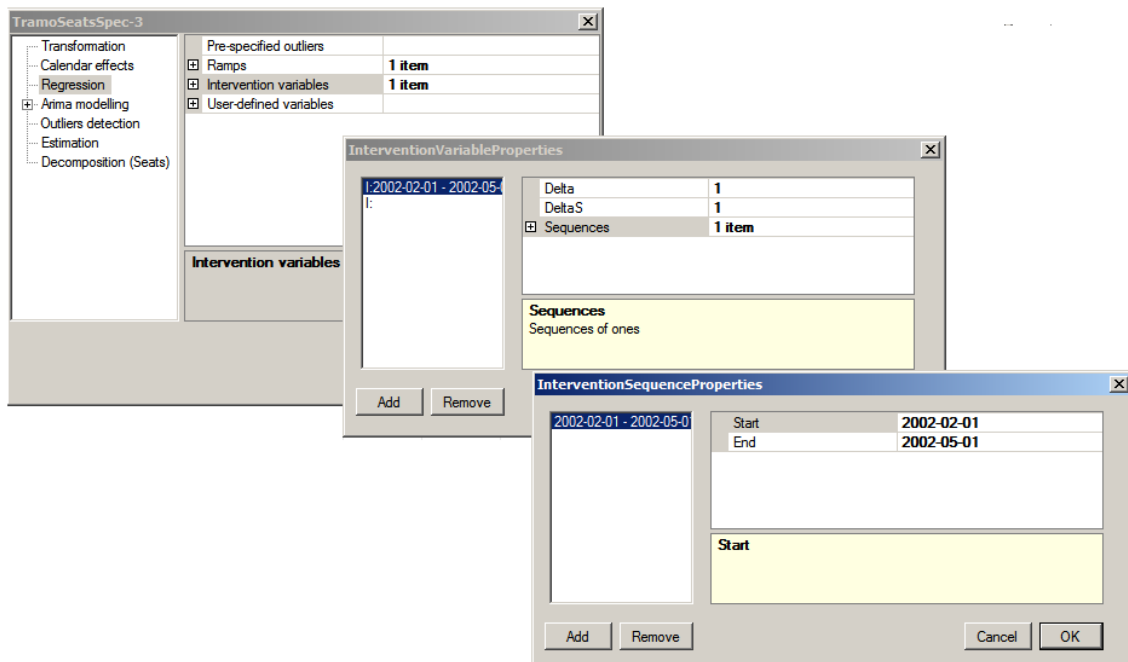 TramoSeatsSpec-3
Transformation
Calendar effects
Regression
Arima modelling
Outliers detection
Estimation
Decomposition (Seats)
Pre-specified outliers
Ramps 1 item
Intervention variables 1 item
User-defined variables
Intervention variables
InterventionVariableProperties
I:2002-02-01 - 2002-05-
I:
Delta 1
DeltaS 1
Sequences 1 item
Sequences
Sequences of ones
Add Remove
InterventionSequenceProperties
2002-02-01 - 2002-05-01
Start 2002-02-01
End 2002-05-01
Start
Add Remove Cancel OK